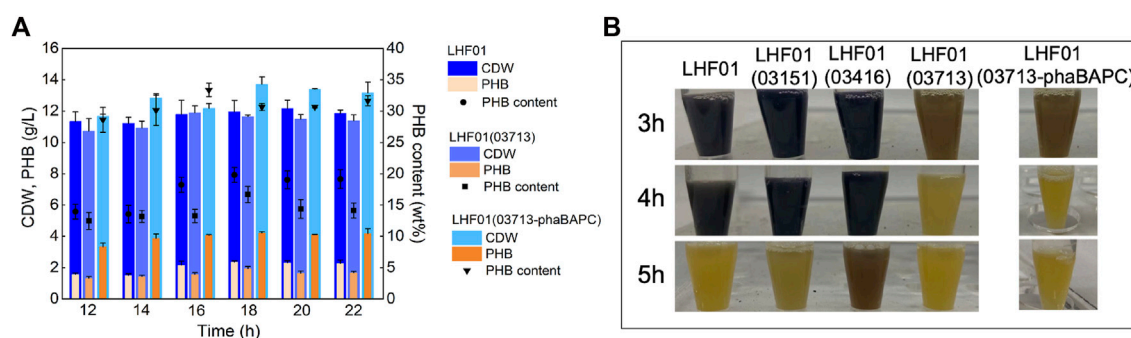 A
CDW, PHB (g/L)
16
14
12
10
8
6
4
2
0
12 14 16 18 20 22
Time (h)
40
35
30
25
20
15
10
5
0
PHB content (wt%)
LHF01
CDW
PHB
PHB content
LHF01(03713)
CDW
PHB
PHB content
LHF01(03713-phaBAPC)
CDW
PHB
PHB content
B
LHF01
LHF01
(03151)
LHF01
(03416)
LHF01
(03713)
LHF01
(03713-phaBAPC)
3h
4h
5h